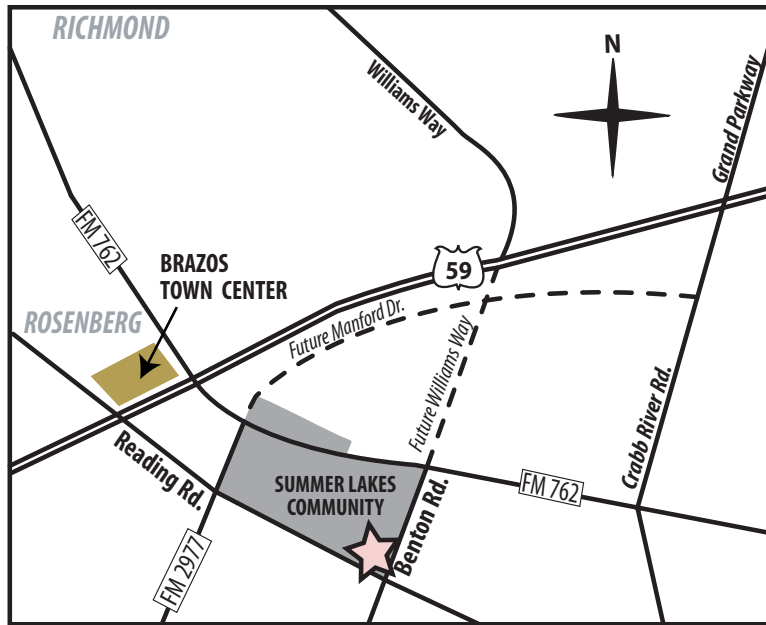 RICHMOND
N
Williams Way
Grand Parkway
FM 762
BRAZOS
TOWN CENTER
59
ROSENBERG
Future Manford Dr.
Future Williams Way
Reading Rd.
SUMMER LAKES
COMMUNITY
Crabb River Rd.
FM 762
Benton Rd.
FM 2977